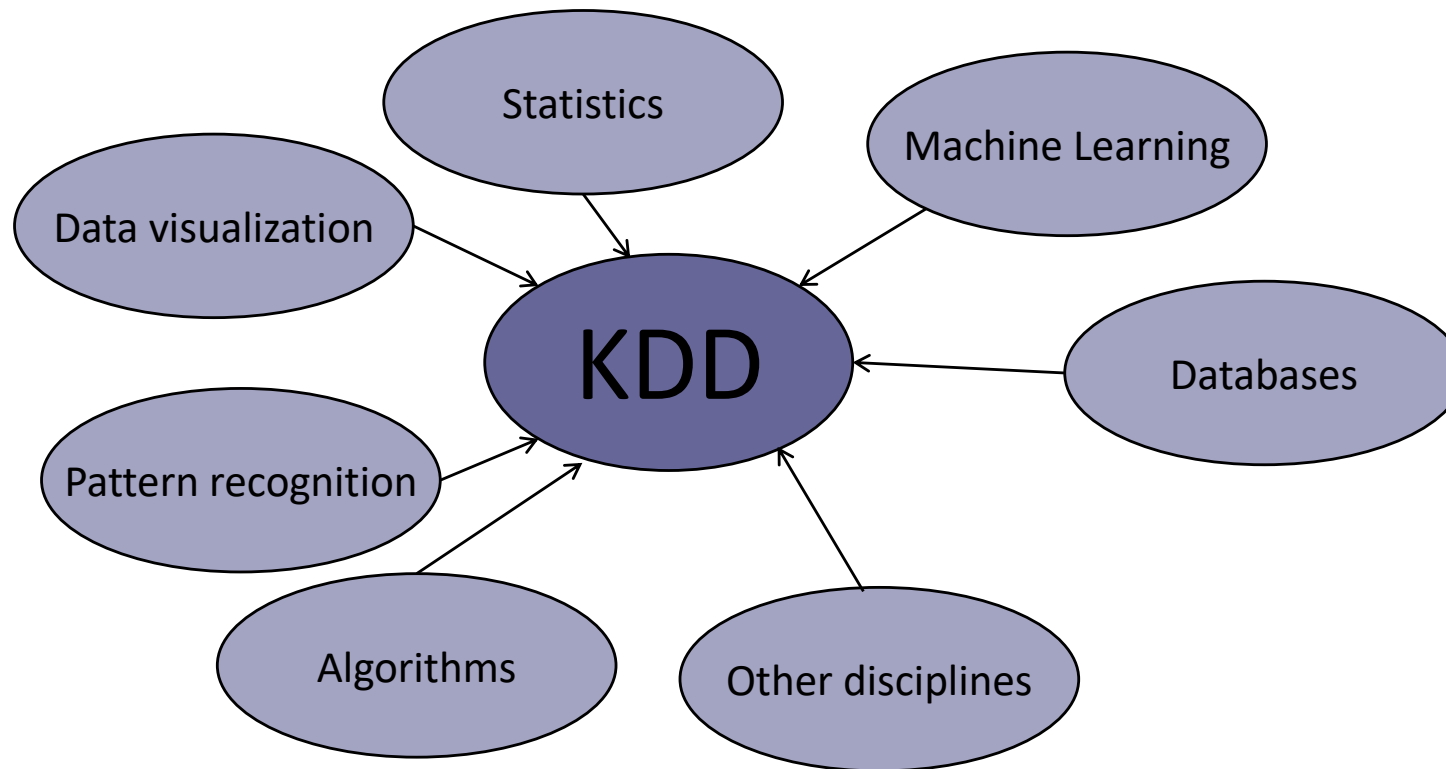 Statistics
Machine Learning
Data visualization
KDD
Databases
Pattern recognition
Algorithms
Other disciplines